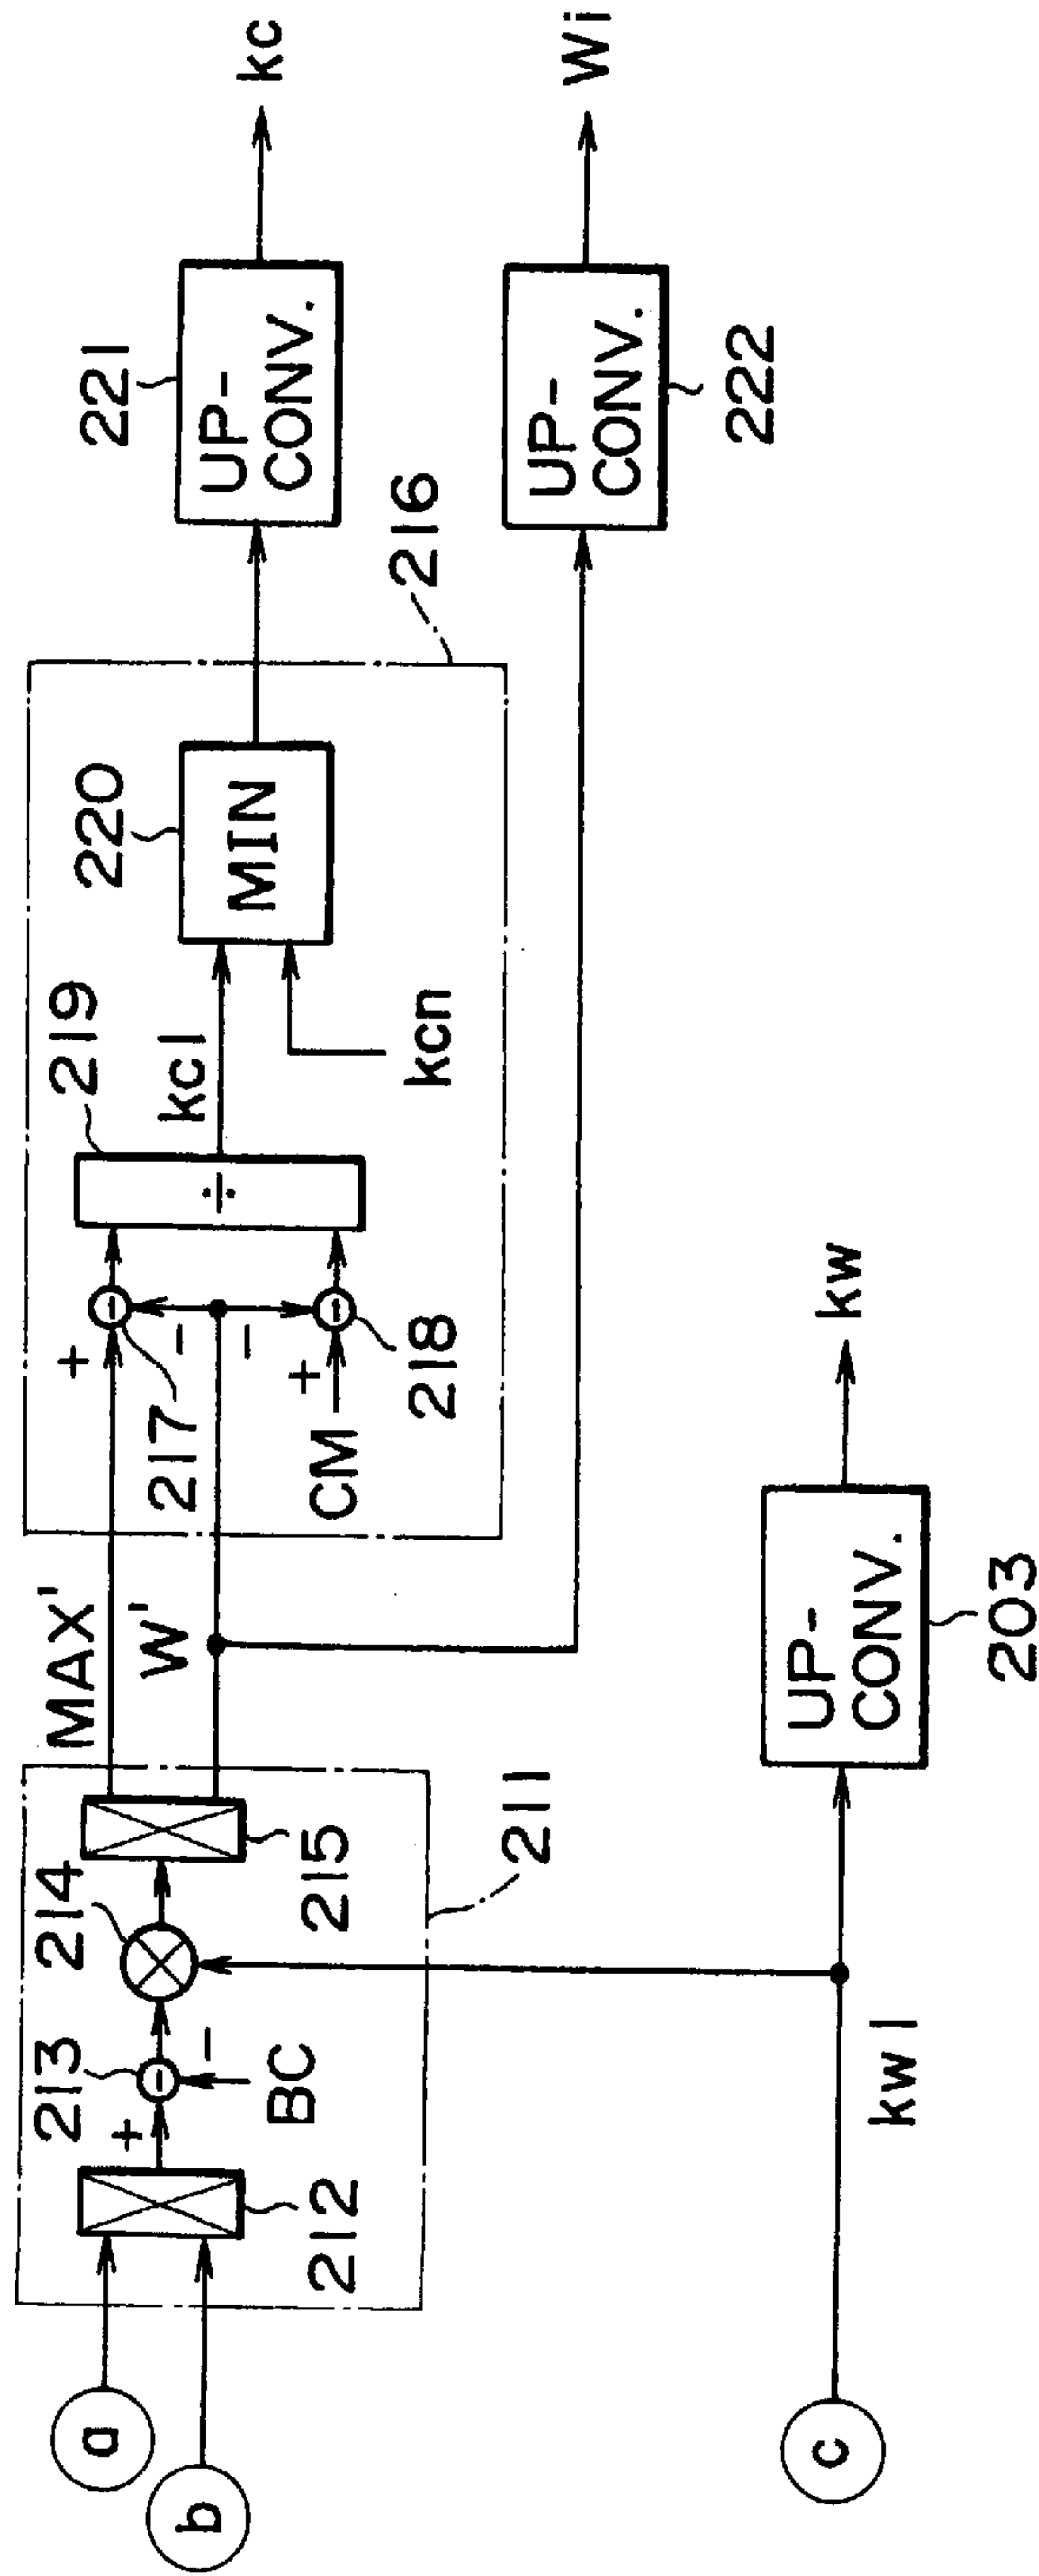 a
b
212
+
213
−
BC
−
214
215
211
MAX'
W'
+
217
−
−
−
+
CM
−
218
219
÷
kc1
kcn
220
MIN
216
221
UP-
CONV.
kc
222
UP-
CONV.
Wi
c
kw1
UP-
CONV.
203
kw